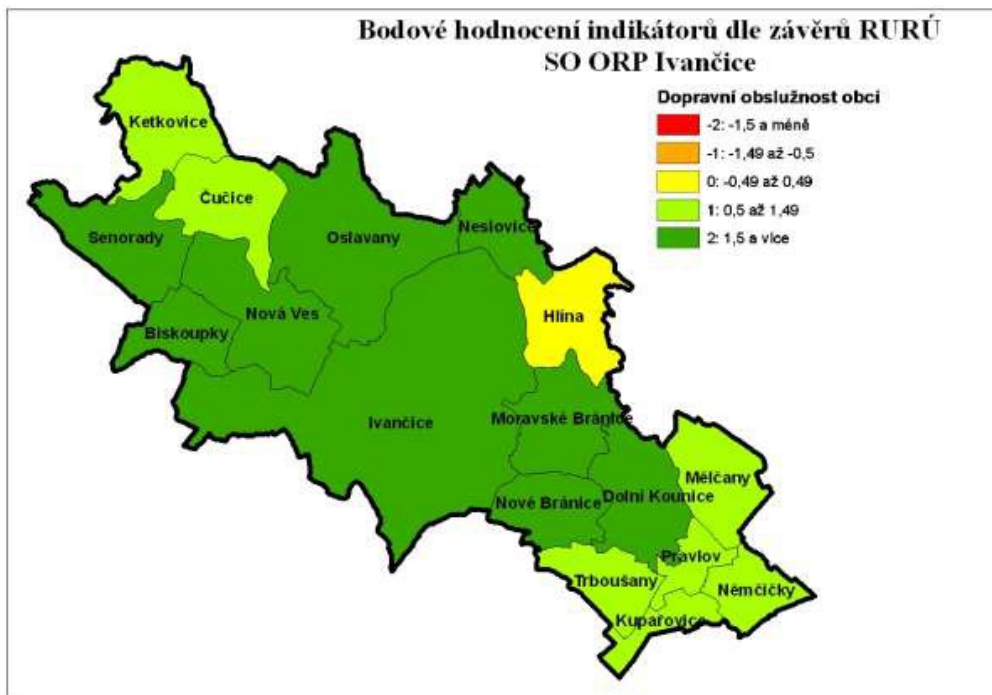 Bodové hodnocení indikátorů dle závěrů RURÚ
SO ORP Ivančice
Dopravní obslužnost obcí
-2: -1,5 a méně
-1: -1,49 až -0,5
0: -0,49 až 0,49
1: 0,5 až 1,49
2: 1,5 a více
Ketkovice
Čučice
Senorady
Oslavany
Neslovice
Nová Ves
Biskoupky
Hlína
Ivančice
Moravské Bránice
Mělčany
Nové Bránice
Dolní Kounice
Pravlov
Trboušany
Němčičky
Kupařovice